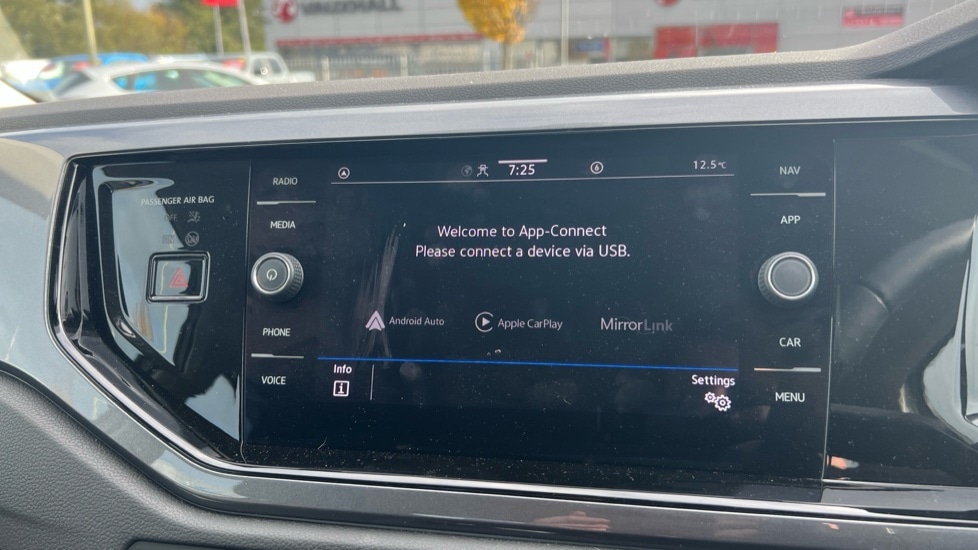 VAUXHALL
7:25
12.5°C
PASSENGER AIR BAG
OFF
RADIO
MEDIA
PHONE
VOICE
Welcome to App-Connect
Please connect a device via USB.
Android Auto
Apple CarPlay
MirrorLink
Info
i
Settings
NAV
APP
CAR
MENU